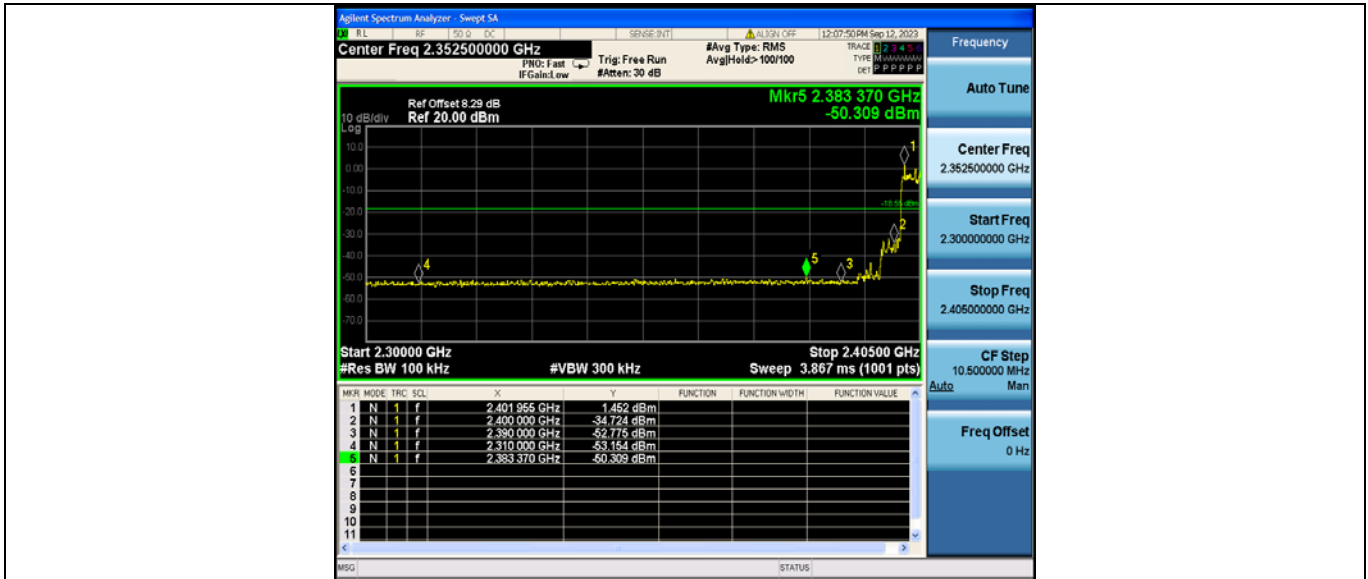 Agilent Spectrum Analyzer - Swept SA
RL RF 50 Ω DC SENSE:INT ALIGN OFF 12:07:50 PM Sep 12, 2023
Center Freq 2.352500000 GHz
PNO: Fast
IFGain:Low
Trig: Free Run
#Atten: 30 dB
#Avg Type: RMS
Avg|Hold:> 100/100
TRACE 1 2 3 4 5 6
TYPE M
DET P P P P P P
Mkr5 2.383 370 GHz
-50.309 dBm
Ref Offset 8.29 dB
10 dB/div Ref 20.00 dBm
Log
10.0
0.00
-10.0
-20.0
-30.0
-40.0
-50.0
-60.0
-70.0
-18.55 dBm
1
2
3
4
5
Start 2.30000 GHz Stop 2.40500 GHz
#Res BW 100 kHz #VBW 300 kHz Sweep 3.867 ms (1001 pts)
MKR MODE TRC SCL X Y FUNCTION FUNCTION WIDTH FUNCTION VALUE
1 N 1 f 2.401 955 GHz 1.452 dBm
2 N 1 f 2.400 000 GHz -34.724 dBm
3 N 1 f 2.390 000 GHz -52.775 dBm
4 N 1 f 2.310 000 GHz -53.154 dBm
5 N 1 f 2.383 370 GHz -50.309 dBm
6
7
8
9
10
11
MSG STATUS
Frequency
Auto Tune
Center Freq
2.352500000 GHz
Start Freq
2.300000000 GHz
Stop Freq
2.405000000 GHz
CF Step
10.500000 MHz
Auto Man
Freq Offset
0 Hz